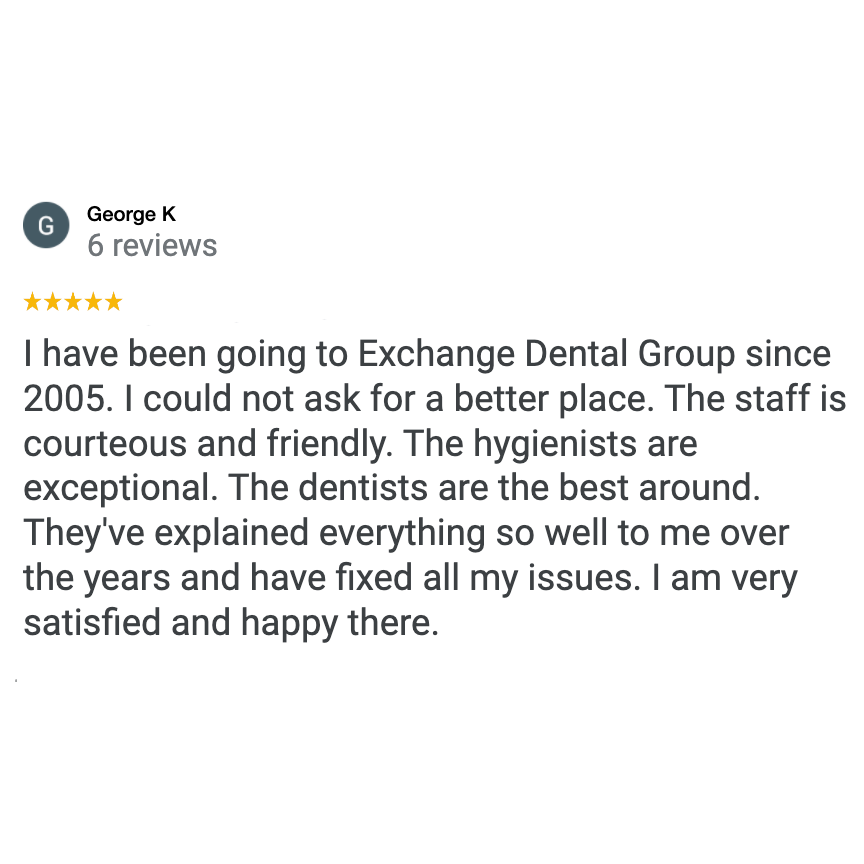 G
George K
6 reviews
I have been going to Exchange Dental Group since
2005. I could not ask for a better place. The staff is
courteous and friendly. The hygienists are
exceptional. The dentists are the best around.
They've explained everything so well to me over
the years and have fixed all my issues. I am very
satisfied and happy there.